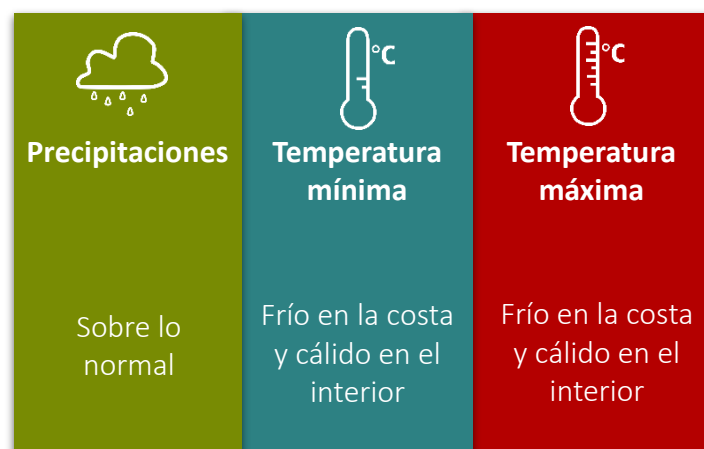 °C
°C
Precipitaciones
Temperatura
mínima
Temperatura
máxima
Sobre lo
normal
Frío en la costa
y cálido en el
interior
Frío en la costa
y cálido en el
interior